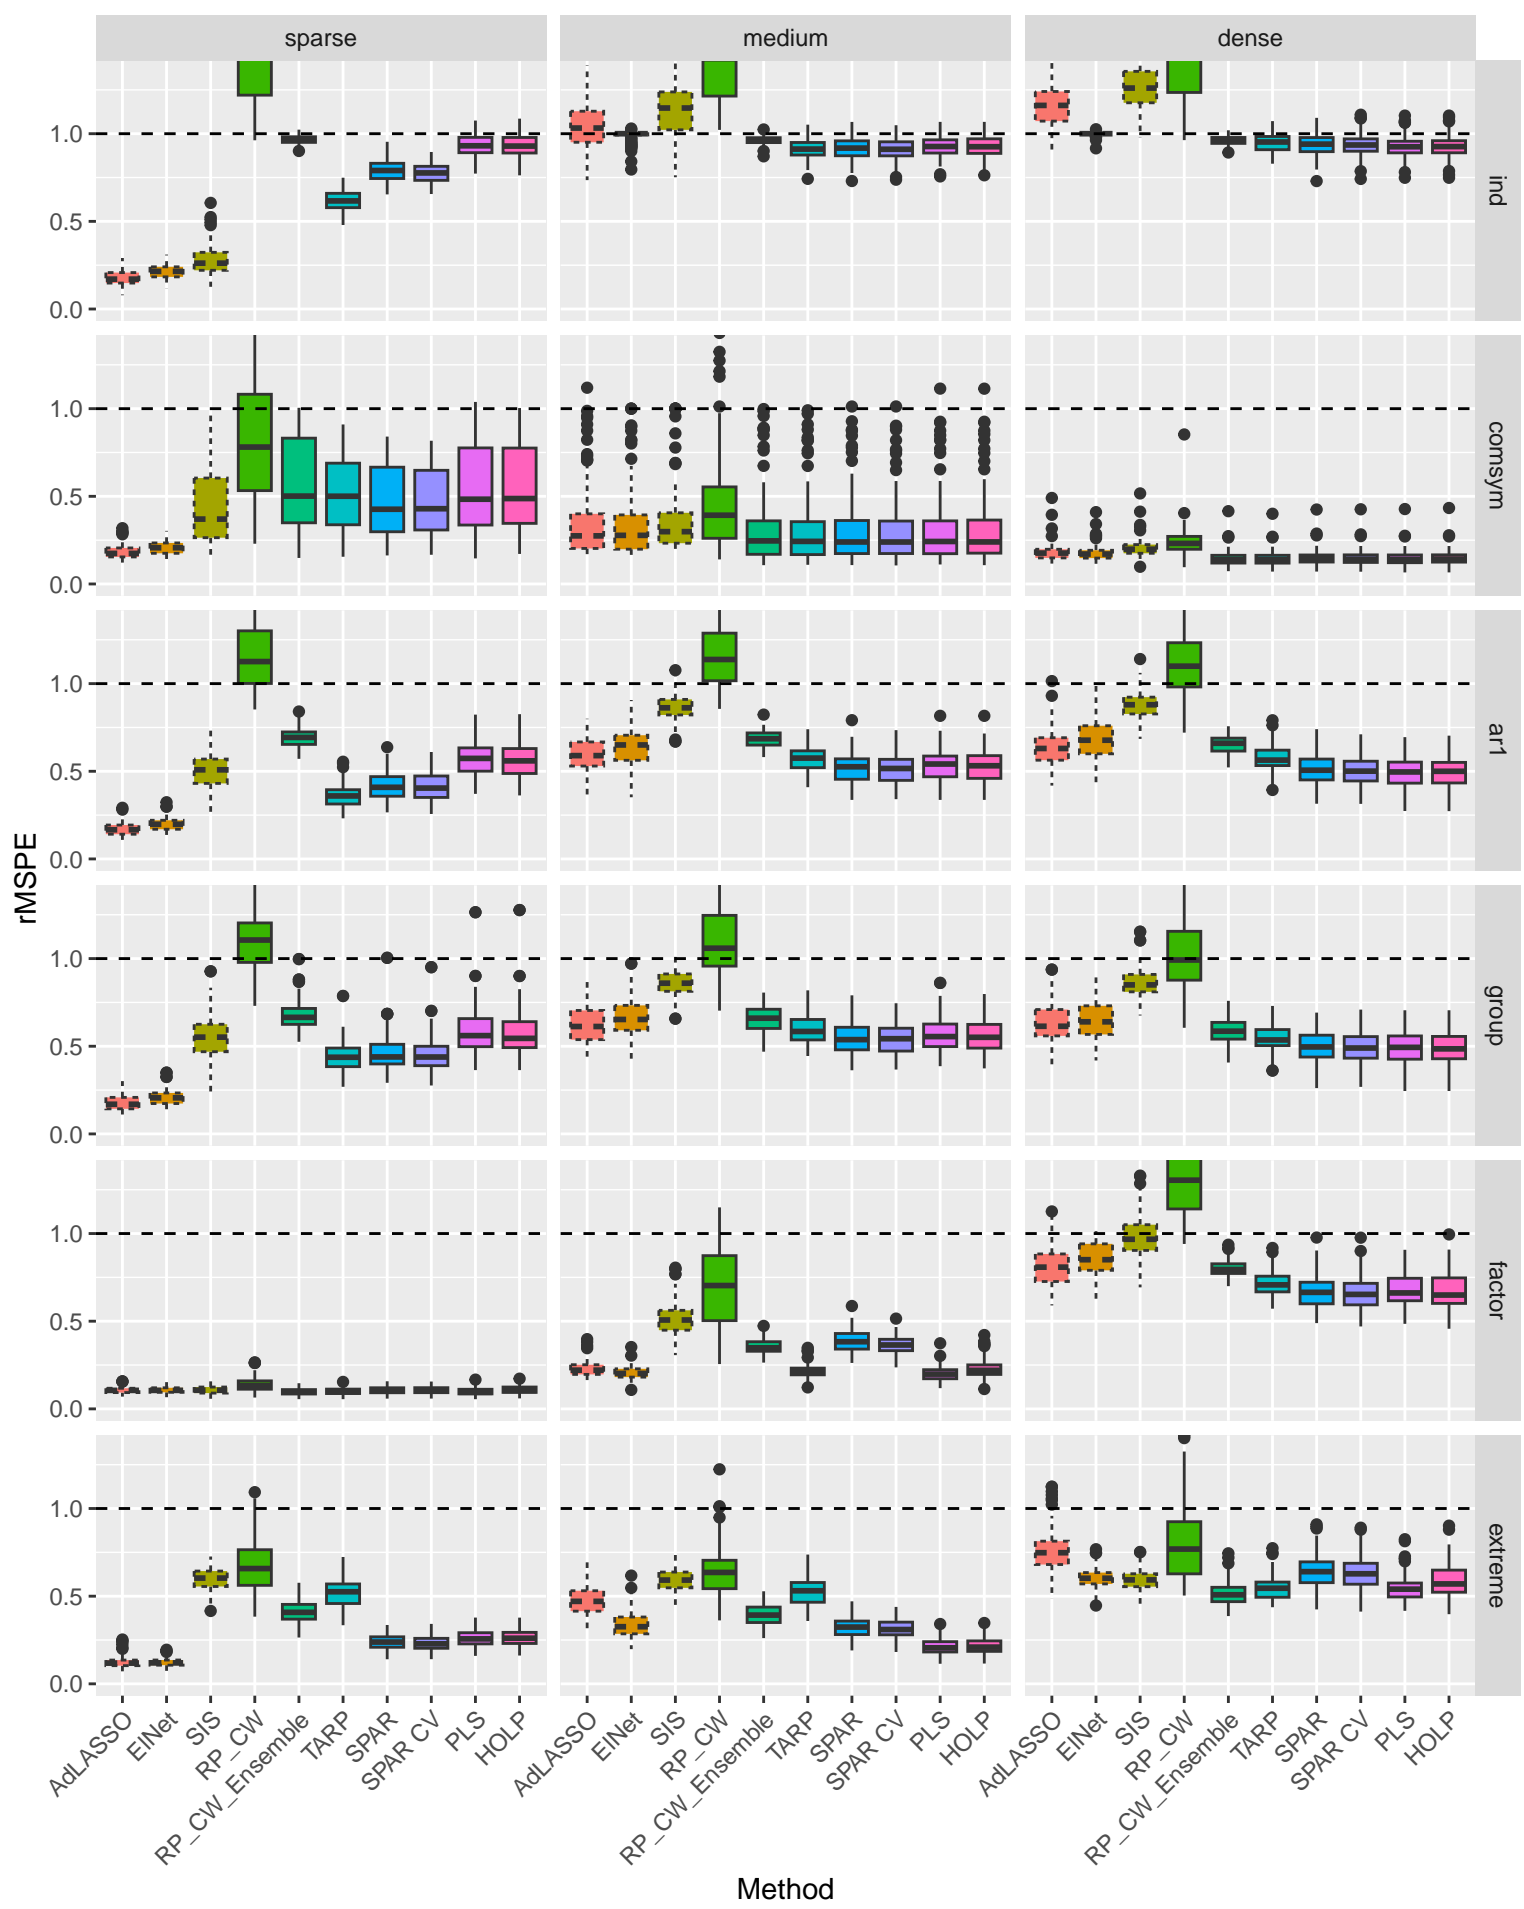 sparse medium dense
1.0
0.5
0.0
ind
1.0
0.5
0.0
comsym
1.0
0.5
0.0
ar1
1.0
0.5
0.0
group
1.0
0.5
0.0
factor
1.0
0.5
0.0
extreme
rMSPE
AdLASSO ElNet SIS RP_CW RP_CW_Ensemble TARP SPAR SPAR CV PLS HOLP
AdLASSO ElNet SIS RP_CW RP_CW_Ensemble TARP SPAR SPAR CV PLS HOLP
AdLASSO ElNet SIS RP_CW RP_CW_Ensemble TARP SPAR SPAR CV PLS HOLP
Method